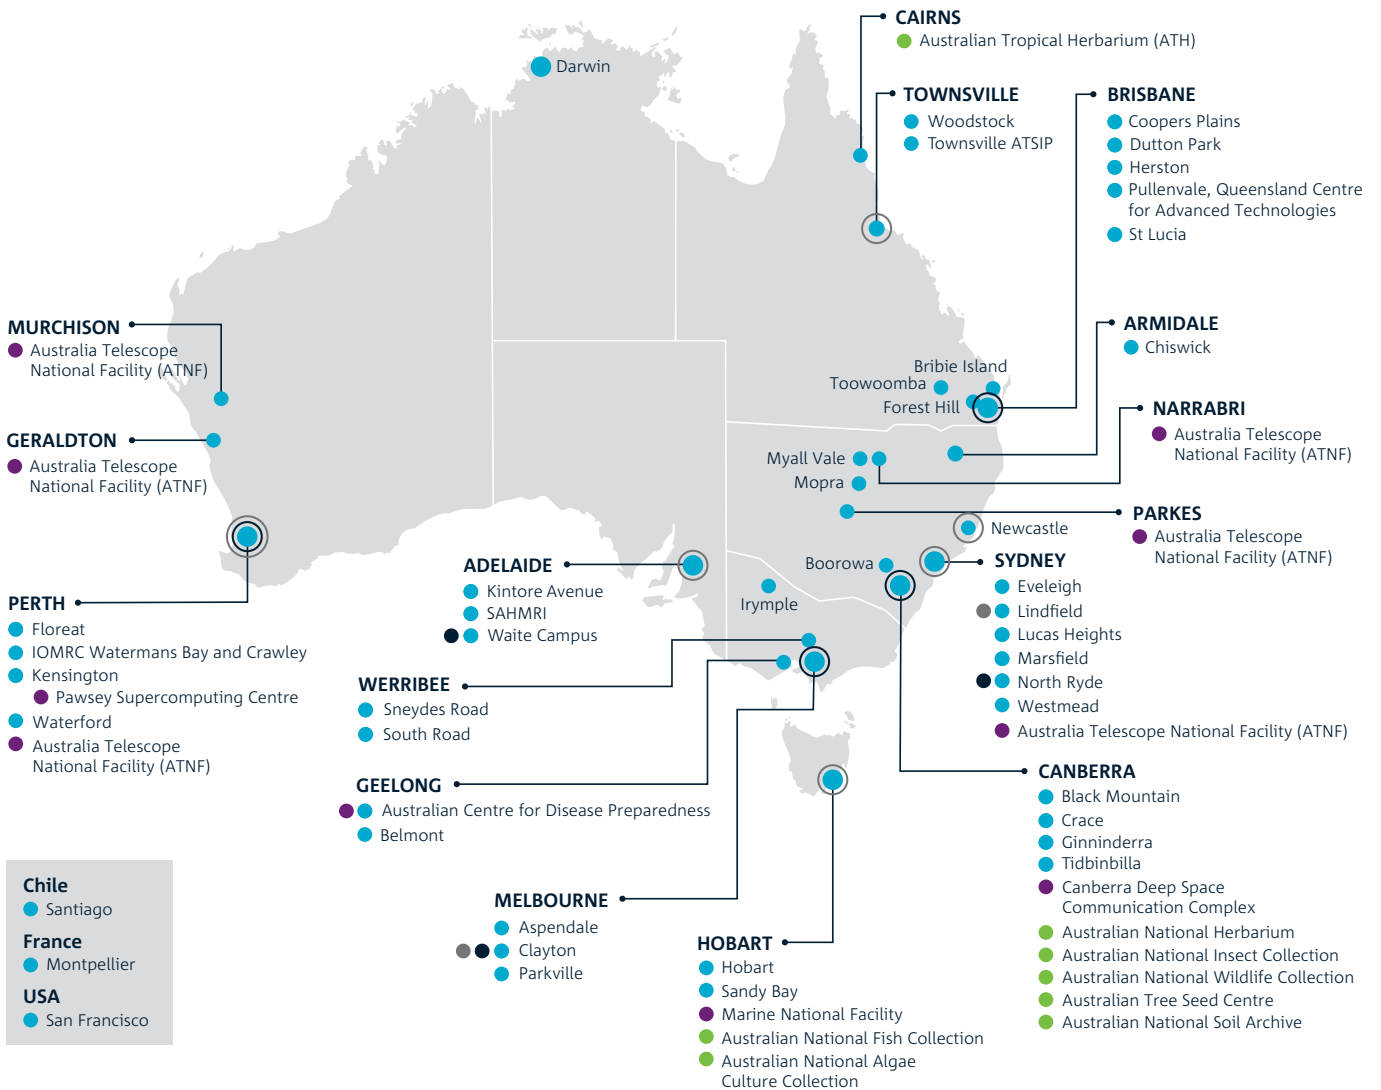 CAIRNS
Australian Tropical Herbarium (ATH)
Darwin
TOWNSVILLE
Woodstock
Townsville ATSIP
BRISBANE
Coopers Plains
Dutton Park
Herston
Pullenvale, Queensland Centre
for Advanced Technologies
St Lucia
MURCHISON
Australia Telescope
National Facility (ATNF)
GERALDTON
Australia Telescope
National Facility (ATNF)
ARMIDALE
Chiswick
Bribie Island
Toowoomba
Forest Hill
NARRABRI
Australia Telescope
National Facility (ATNF)
Myall Vale
Mopra
PARKES
Australia Telescope
National Facility (ATNF)
Newcastle
Boorowa
Irymple
SYDNEY
Eveleigh
Lindfield
Lucas Heights
Marsfield
North Ryde
Westmead
Australia Telescope National Facility (ATNF)
ADELAIDE
Kintore Avenue
SAHMRI
Waite Campus
PERTH
Floreat
IOMRC Watermans Bay and Crawley
Kensington
Pawsey Supercomputing Centre
Waterford
Australia Telescope
National Facility (ATNF)
WERRIBEE
Sneydes Road
South Road
GEELONG
Australian Centre for Disease Preparedness
Belmont
CANBERRA
Black Mountain
Crace
Ginninderra
Tidbinbilla
Canberra Deep Space
Communication Complex
Australian National Herbarium
Australian National Insect Collection
Australian National Wildlife Collection
Australian Tree Seed Centre
Australian National Soil Archive
MELBOURNE
Aspendale
Clayton
Parkville
HOBART
Hobart
Sandy Bay
Marine National Facility
Australian National Fish Collection
Australian National Algae
Culture Collection
Chile
Santiago
France
Montpellier
USA
San Francisco